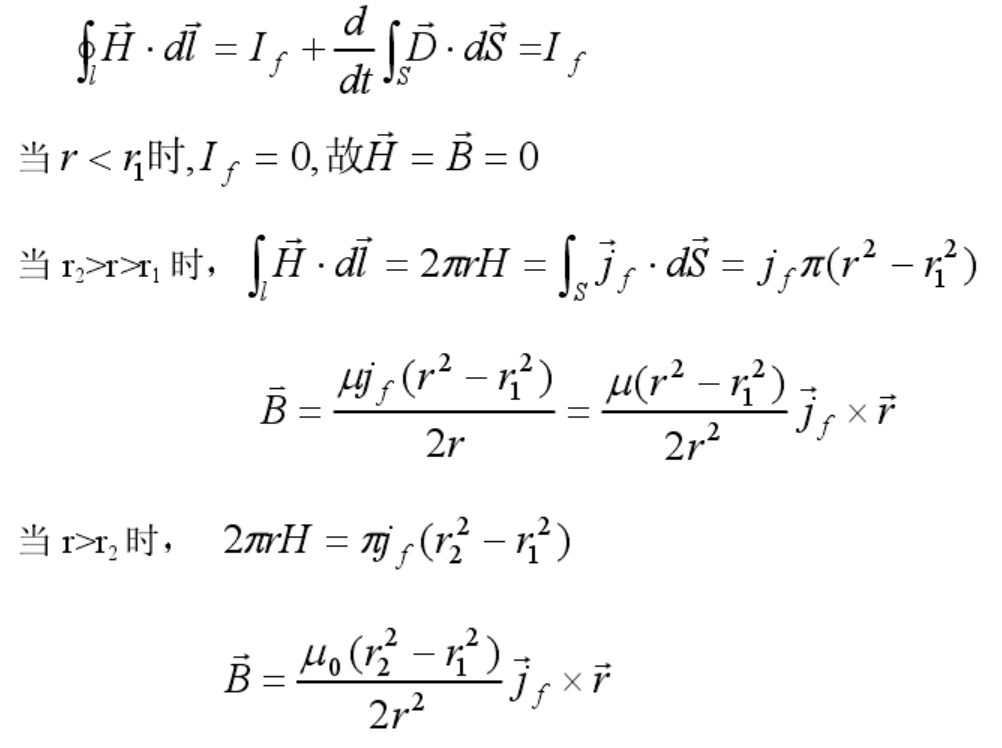 ∮_l H⃗ · dl⃗ = I_f + d/dt ∫_S D⃗ · dS⃗ =I_f
当 r < r₁时, I_f = 0, 故H⃗ = B⃗ = 0
当 r₂>r>r₁ 时， ∫_l H⃗ · dl⃗ = 2πrH = ∫_S j⃗_f · dS⃗ = j_f π(r² − r₁²)
B⃗ = μj_f (r² − r₁²) / 2r = μ(r² − r₁²) / 2r² j⃗_f × r⃗
当 r>r₂ 时， 2πrH = πj_f (r₂² − r₁²)
B⃗ = μ₀ (r₂² − r₁²) / 2r² j⃗_f × r⃗